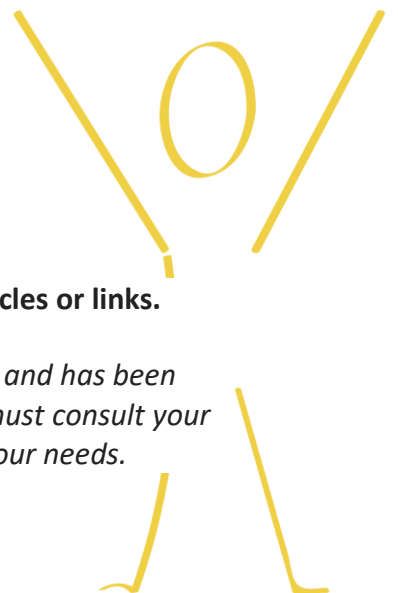 cles or links.
and has been
must consult your
our needs.